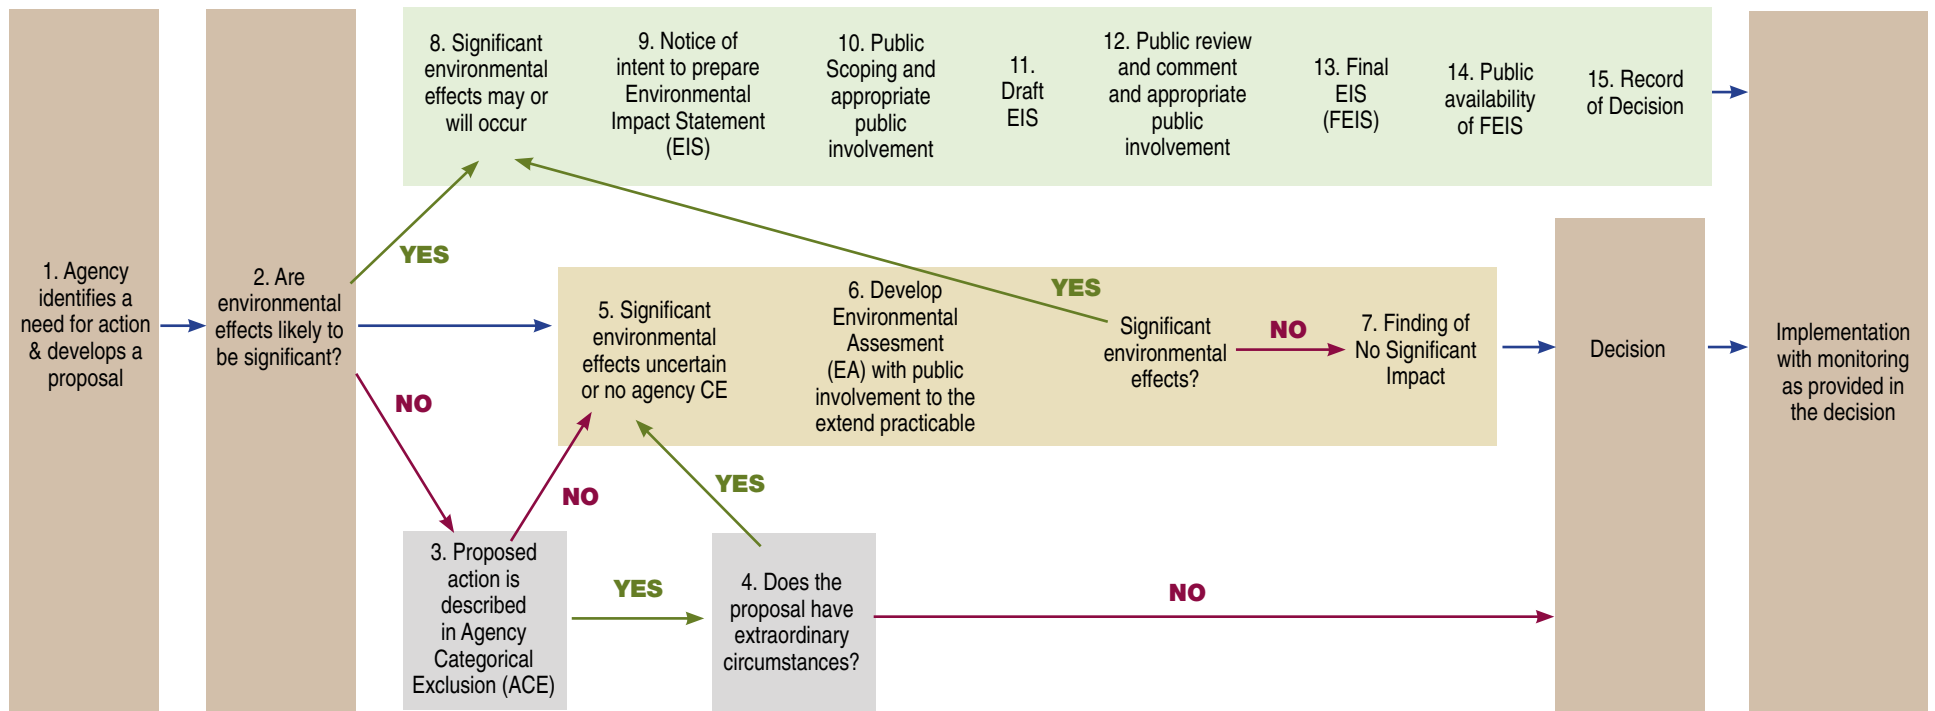 1. Agency
identifies a
need for action
& develops a
proposal
2. Are
environmental
effects likely to
be significant?
YES
NO
8. Significant
environmental
effects may or
will occur
9. Notice of
intent to prepare
Environmental
Impact Statement
(EIS)
10. Public
Scoping and
appropriate
public
involvement
11.
Draft
EIS
12. Public review
and comment
and appropriate
public
involvement
13. Final
EIS
(FEIS)
14. Public
availability
of FEIS
15. Record
of Decision
5. Significant
environmental
effects uncertain
or no agency CE
6. Develop
Environmental
Assesment
(EA) with public
involvement to the
extend practicable
YES
Significant
environmental
effects?
NO
7. Finding of
No Significant
Impact
Decision
Implementation
with monitoring
as provided in
the decision
NO
YES
3. Proposed
action is
described
in Agency
Categorical
Exclusion (ACE)
YES
4. Does the
proposal have
extraordinary
circumstances?
NO